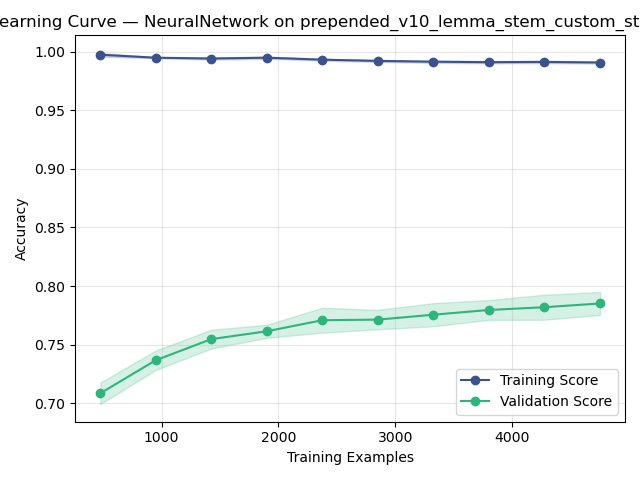 earning Curve — NeuralNetwork on prepended_v10_lemma_stem_custom_st
1.00
0.95
0.90
0.85
0.80
0.75
0.70
Accuracy
1000 2000 3000 4000
Training Examples
Training Score
Validation Score